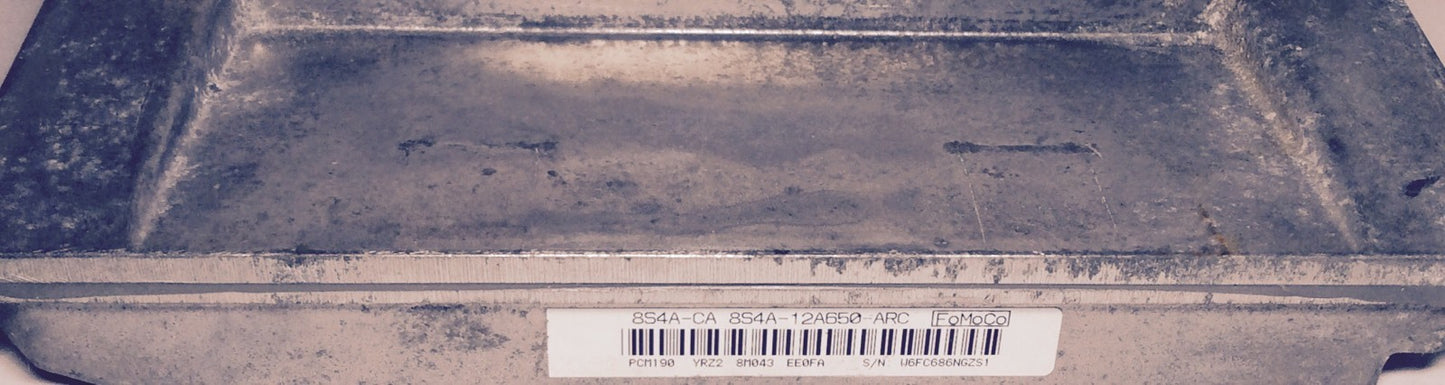 8S4A-CA 8S4A-12A650-ARC FoMoCo
PCM190 YRZ2 8M043 EE0FA S/N W6FC686NGZS1